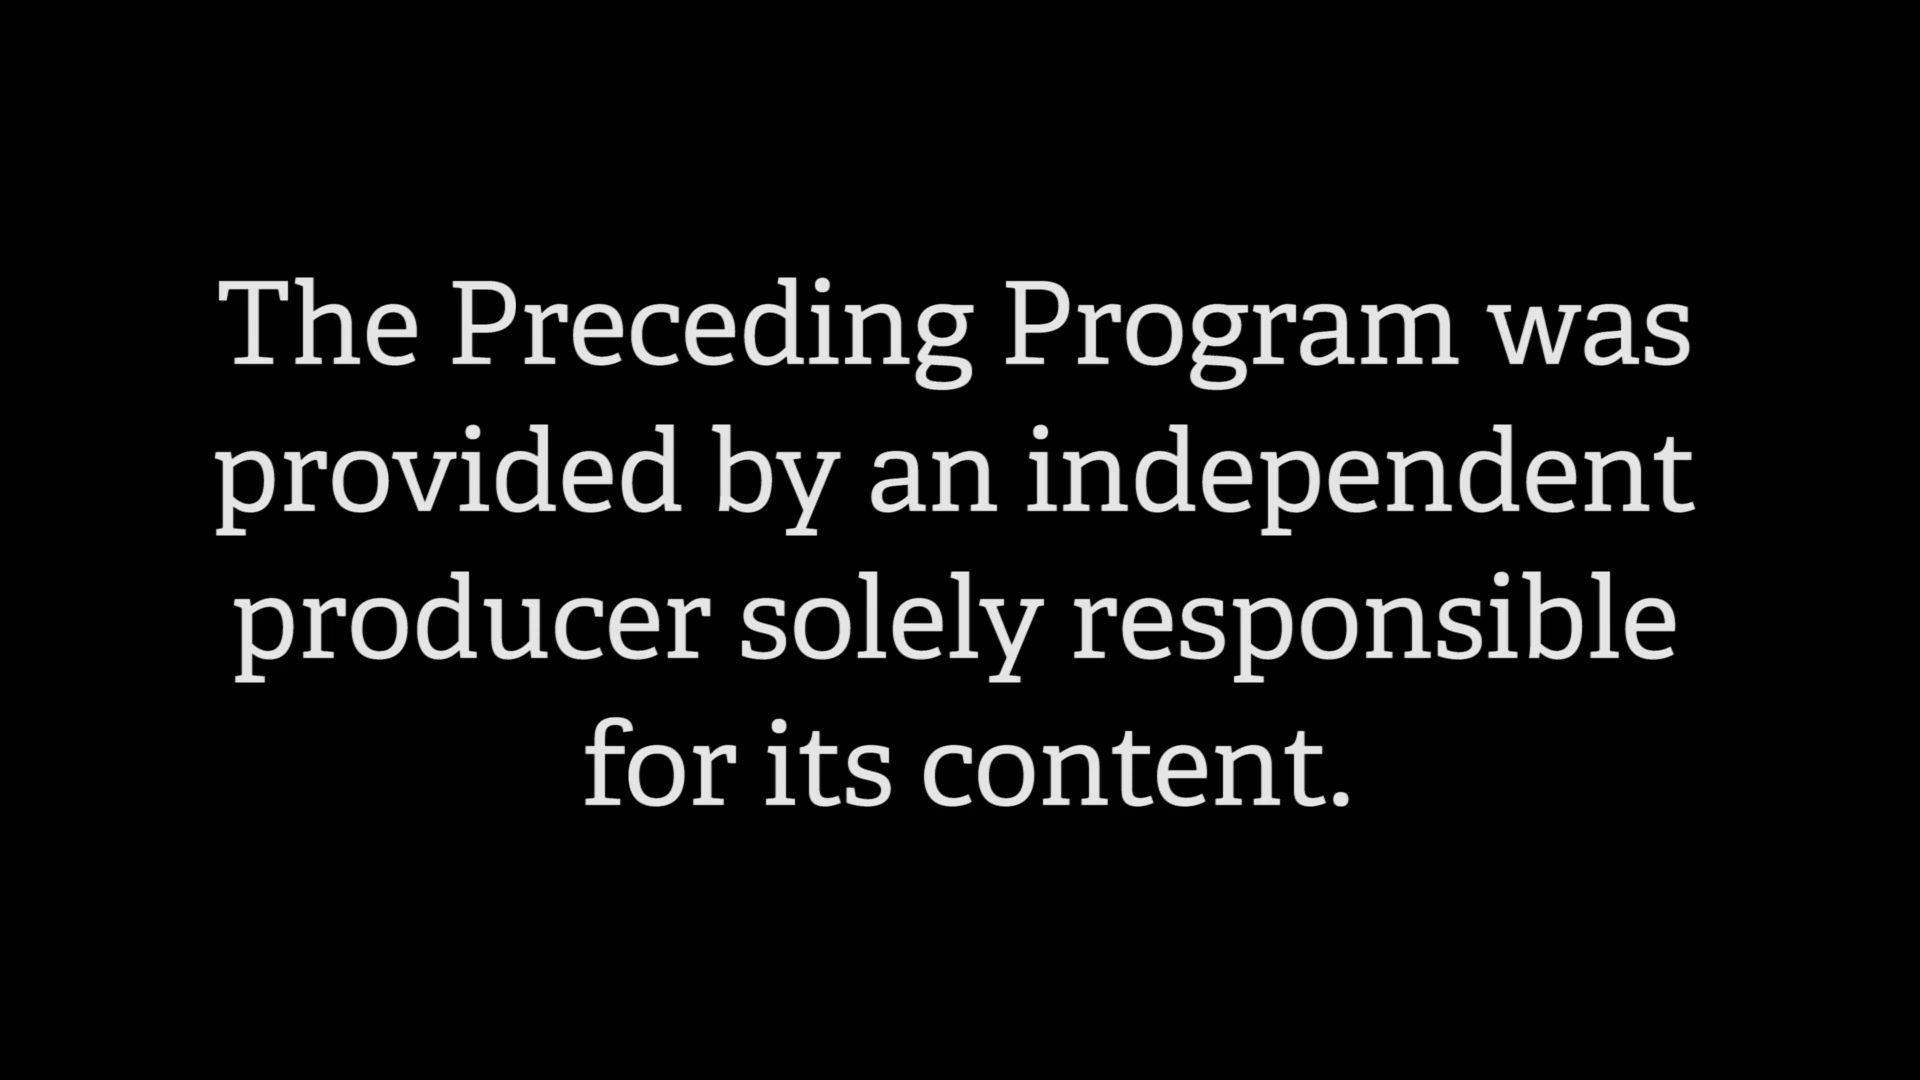 The Preceding Program was
provided by an independent
producer solely responsible
for its content.